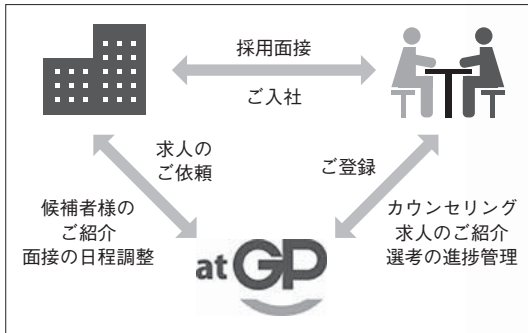 採用面接
ご入社
求人の
ご依頼
ご登録
候補者様の
ご紹介
面接の日程調整
カウンセリング
求人のご紹介
選考の進捗管理
atGP